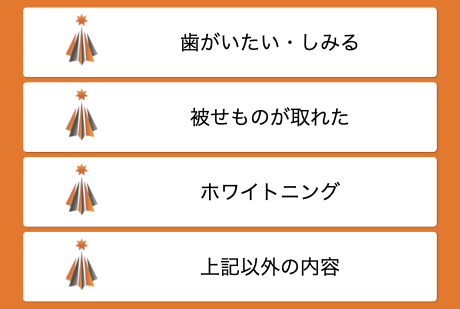 歯がいたい・しみる
被せものが取れた
ホワイトニング
上記以外の内容